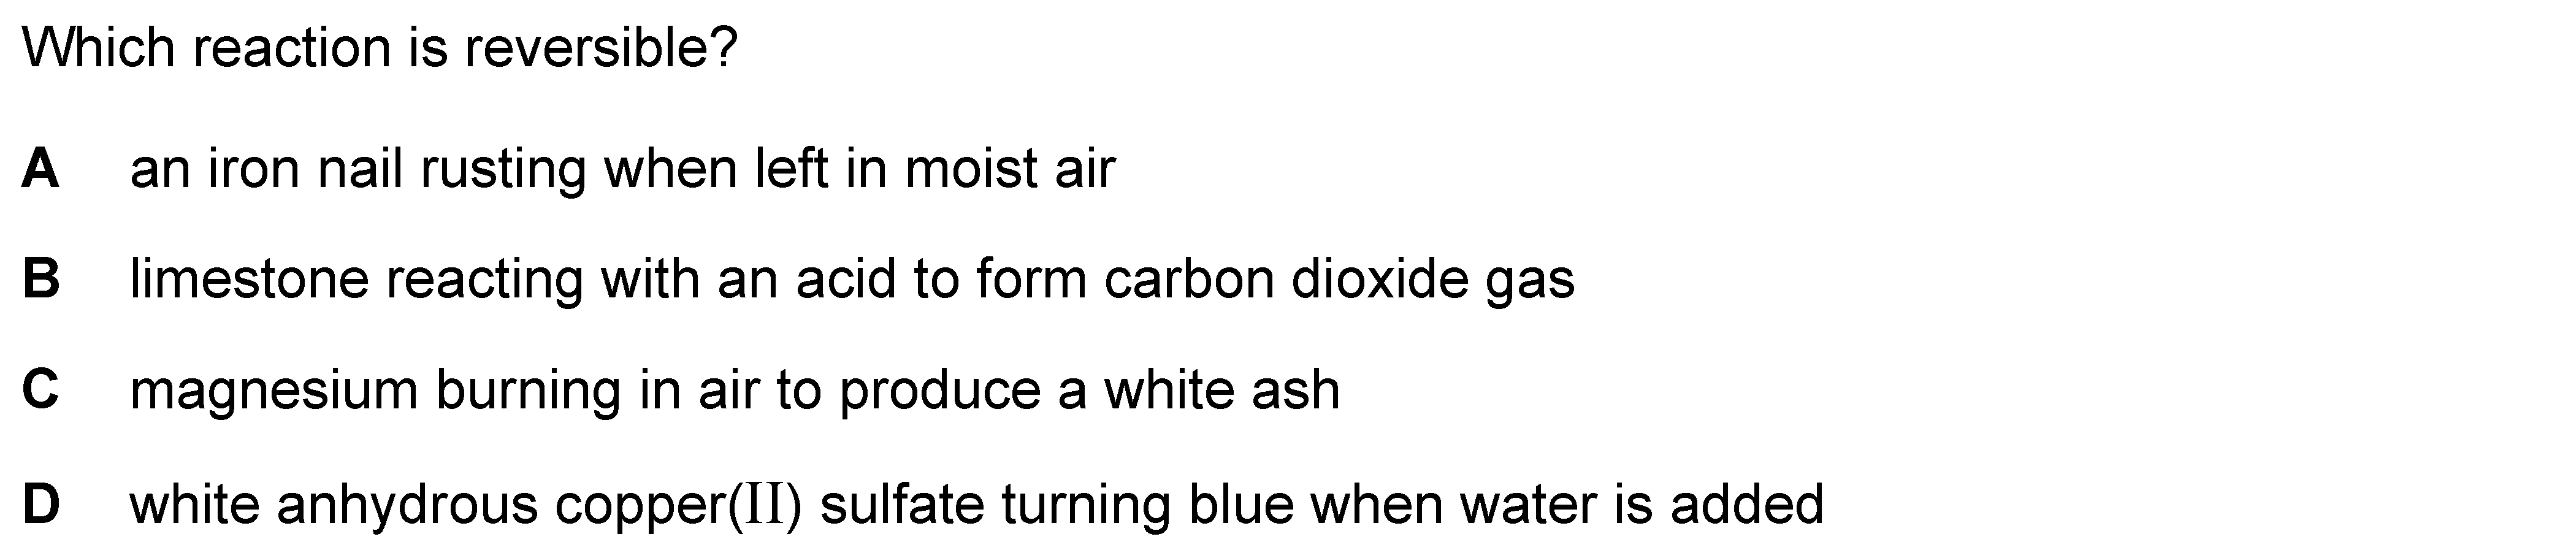 Which reaction is reversible?
A an iron nail rusting when left in moist air
B limestone reacting with an acid to form carbon dioxide gas
C magnesium burning in air to produce a white ash
D white anhydrous copper(II) sulfate turning blue when water is added